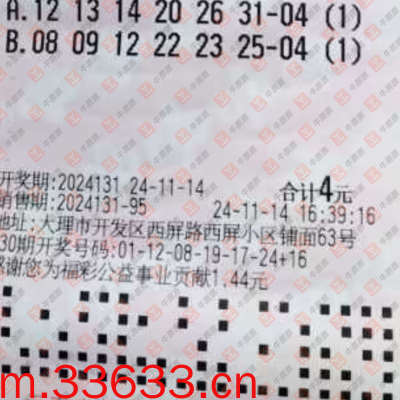 A.12 13 14 20 26 31-04 (1)
B.08 09 12 22 23 25-04 (1)
开奖期:2024131 24-11-14 合计4元
销售期:2024131-95 24-11-14 16:39:16
地址:大理市开发区西屏路西屏小区铺面63号
30期开奖号码:01-12-08-19-17-24+16
感谢您为福彩公益事业贡献1.44元
m.33633.cn